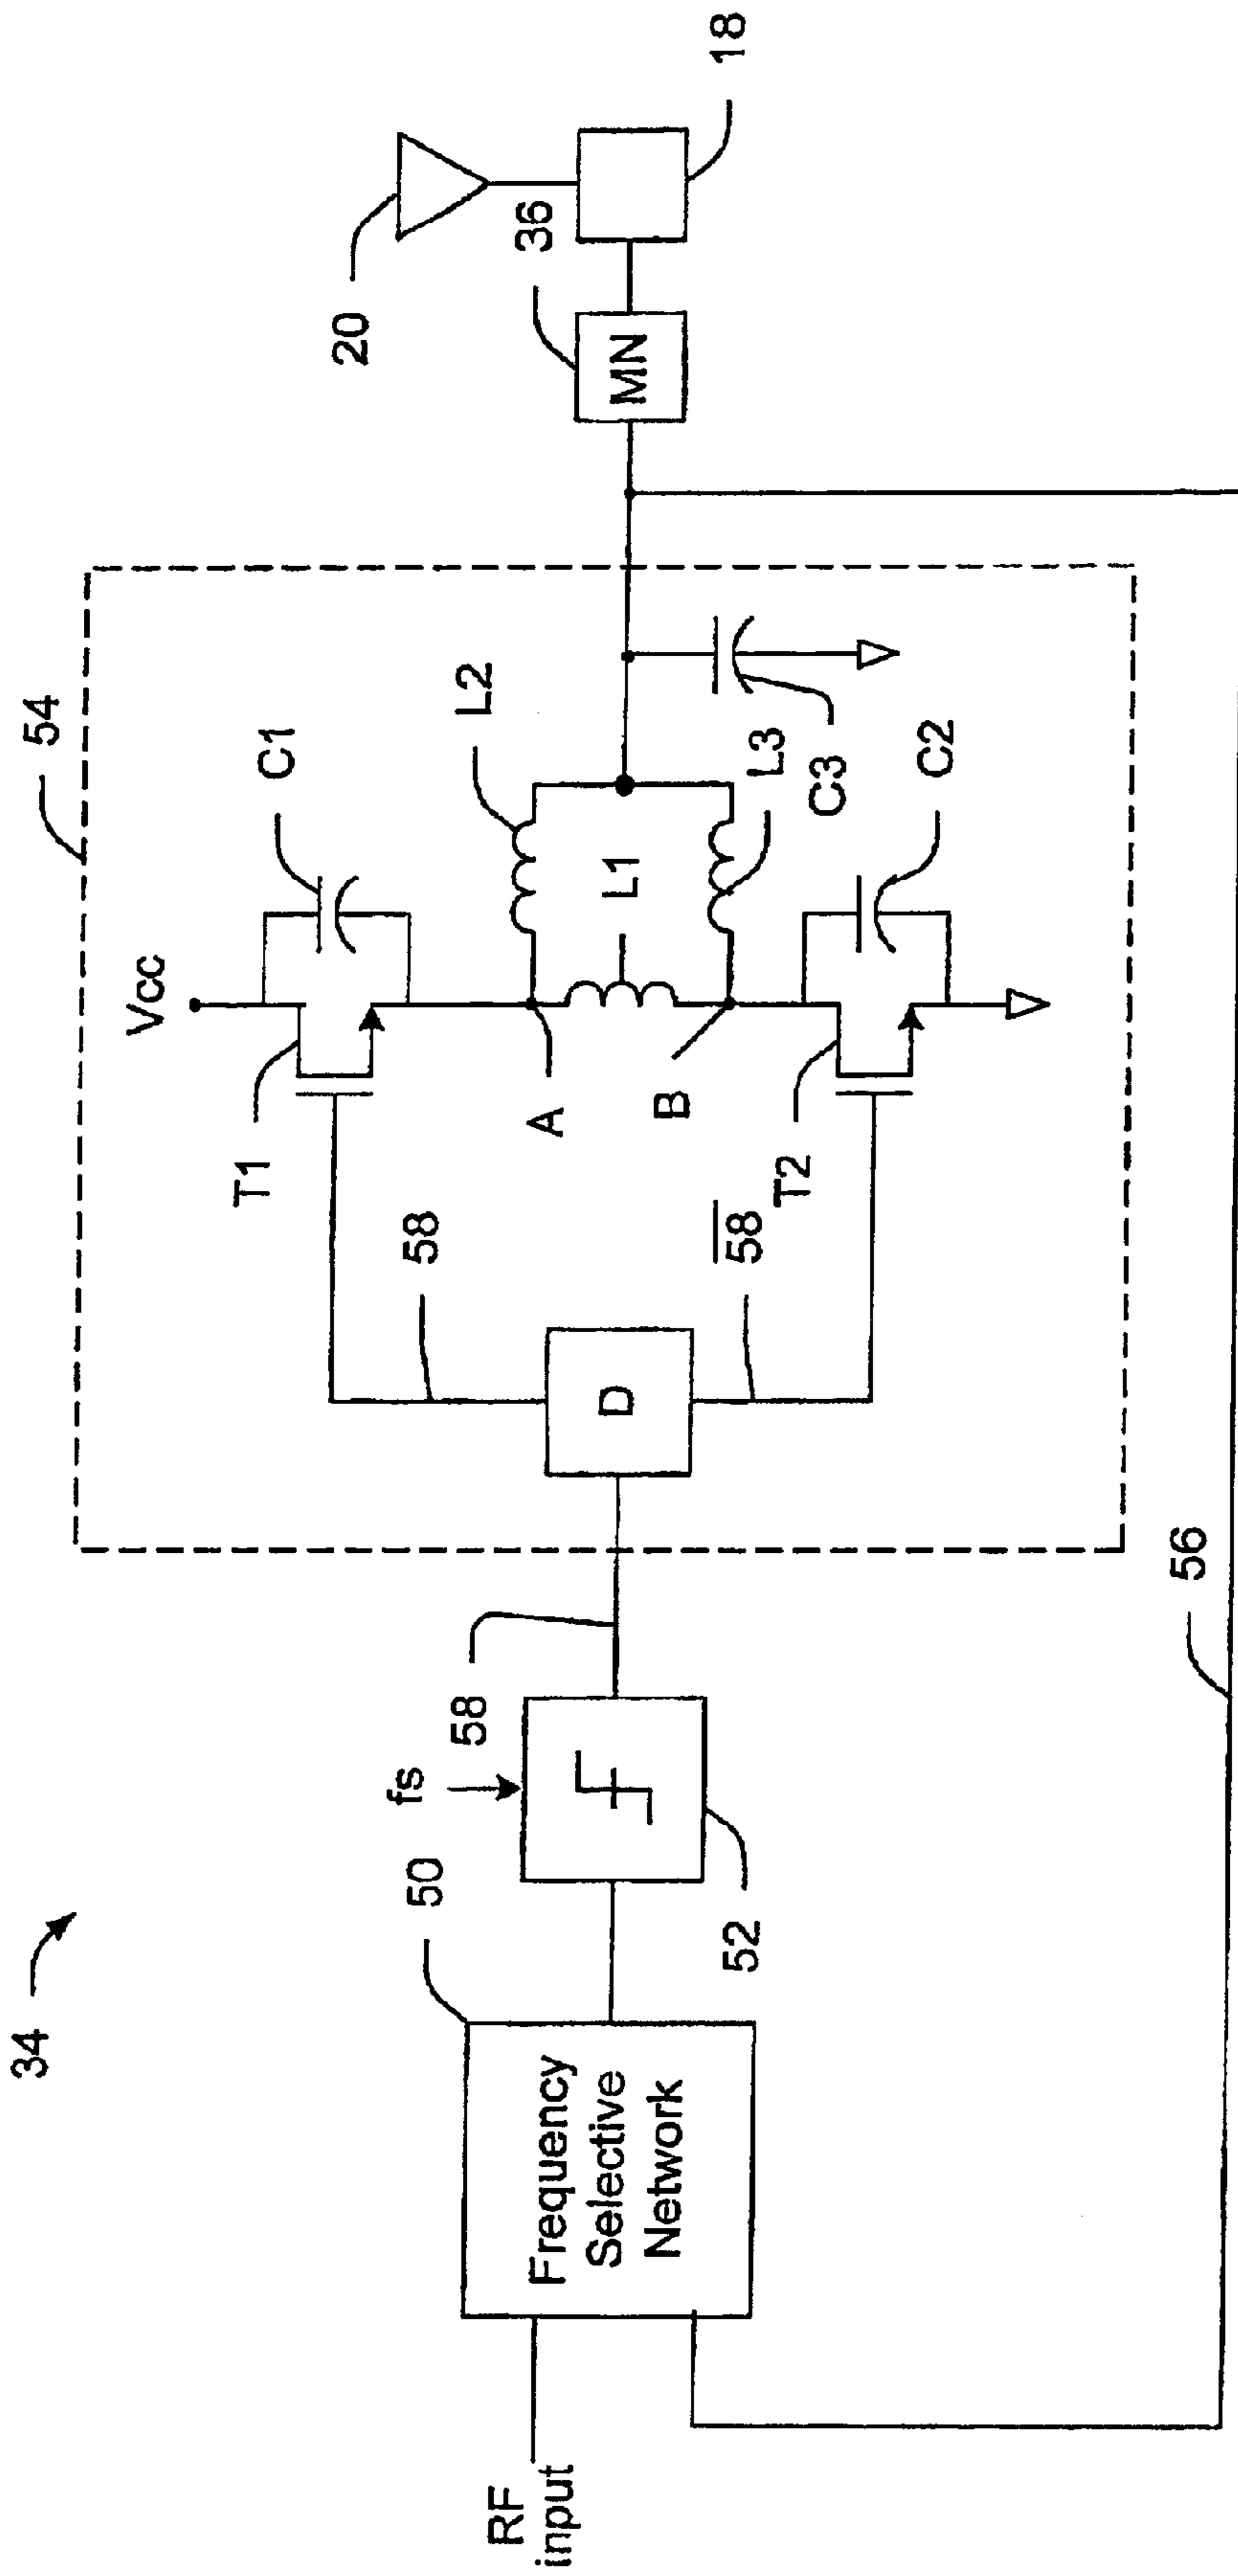 34
54
Vcc
C1
T1
L2
20
18
36
MN
58
A
L1
RF
input
Frequency
Selective
Network
50
fs
52
58
D
B
L3
C3
58
T2
C2
56